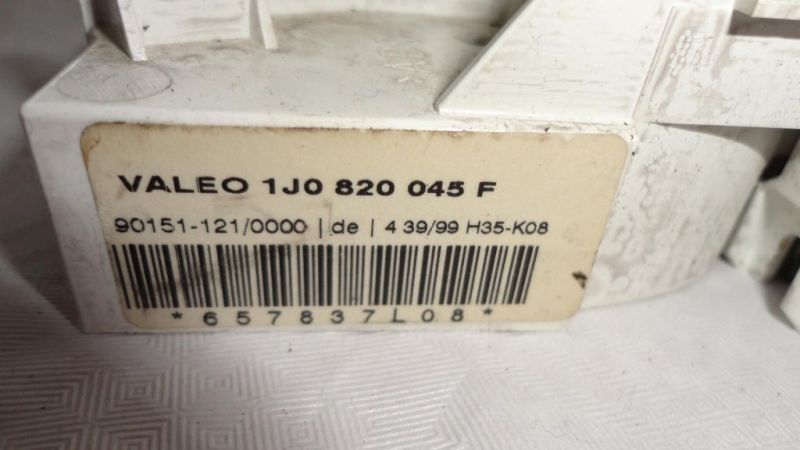 VALEO 1J0 820 045 F
90151-121/0000 | de | 4 39/99 H35-K08
*657837L08*